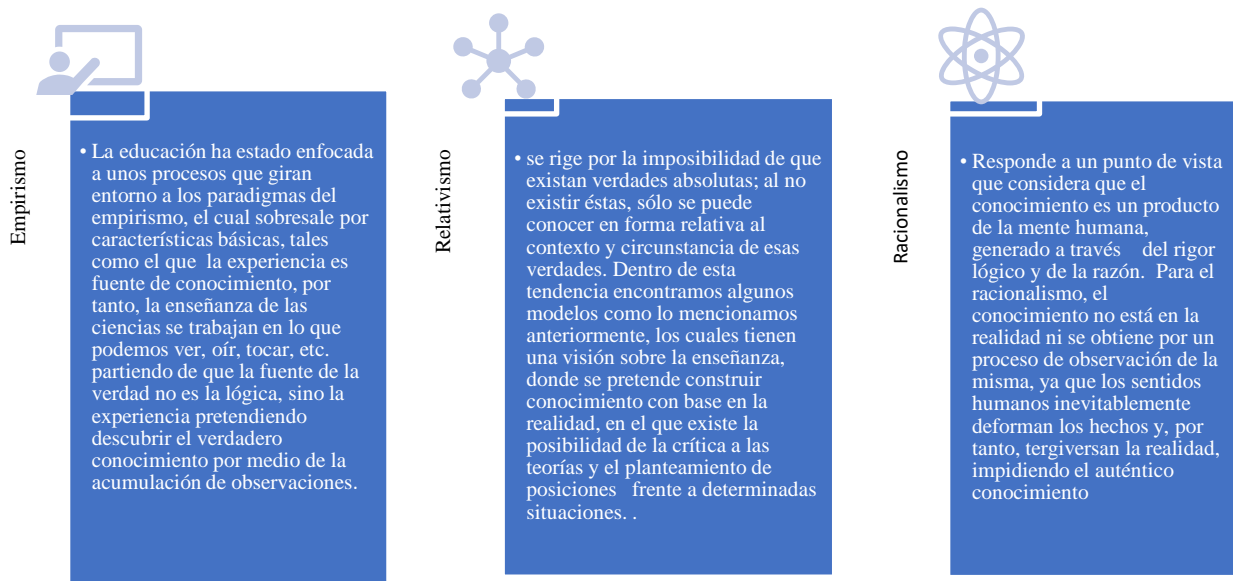 Empirismo
• La educación ha estado enfocada
a unos procesos que giran
entorno a los paradigmas del
empirismo, el cual sobresale por
características básicas, tales
como el que la experiencia es
fuente de conocimiento, por
tanto, la enseñanza de las
ciencias se trabajan en lo que
podemos ver, oír, tocar, etc.
partiendo de que la fuente de la
verdad no es la lógica, sino la
experiencia pretendiendo
descubrir el verdadero
conocimiento por medio de la
acumulación de observaciones.
Relativismo
• se rige por la imposibilidad de que
existan verdades absolutas; al no
existir éstas, sólo se puede
conocer en forma relativa al
contexto y circunstancia de esas
verdades. Dentro de esta
tendencia encontramos algunos
modelos como lo mencionamos
anteriormente, los cuales tienen
una visión sobre la enseñanza,
donde se pretende construir
conocimiento con base en la
realidad, en el que existe la
posibilidad de la crítica a las
teorías y el planteamiento de
posiciones frente a determinadas
situaciones. .
Racionalismo
• Responde a un punto de vista
que considera que el
conocimiento es un producto
de la mente humana,
generado a través del rigor
lógico y de la razón. Para el
racionalismo, el
conocimiento no está en la
realidad ni se obtiene por un
proceso de observación de la
misma, ya que los sentidos
humanos inevitablemente
deforman los hechos y, por
tanto, tergiversan la realidad,
impidiendo el auténtico
conocimiento